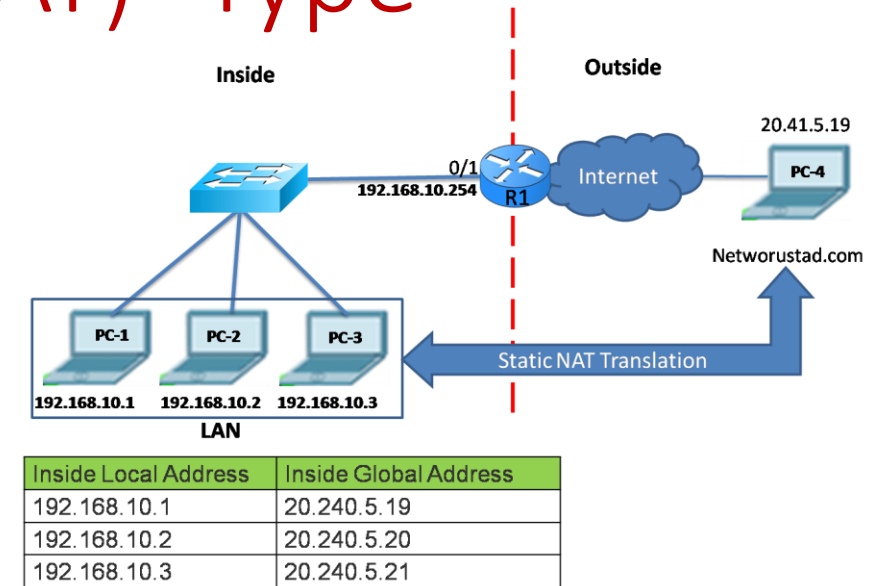 Inside
Outside
20.41.5.19
PC-4
0/1
192.168.10.254
R1
Internet
Networustad.com
PC-1
PC-2
PC-3
Static NAT Translation
192.168.10.1
192.168.10.2
192.168.10.3
LAN
Inside Local Address Inside Global Address
192.168.10.1 20.240.5.19
192.168.10.2 20.240.5.20
192.168.10.3 20.240.5.21